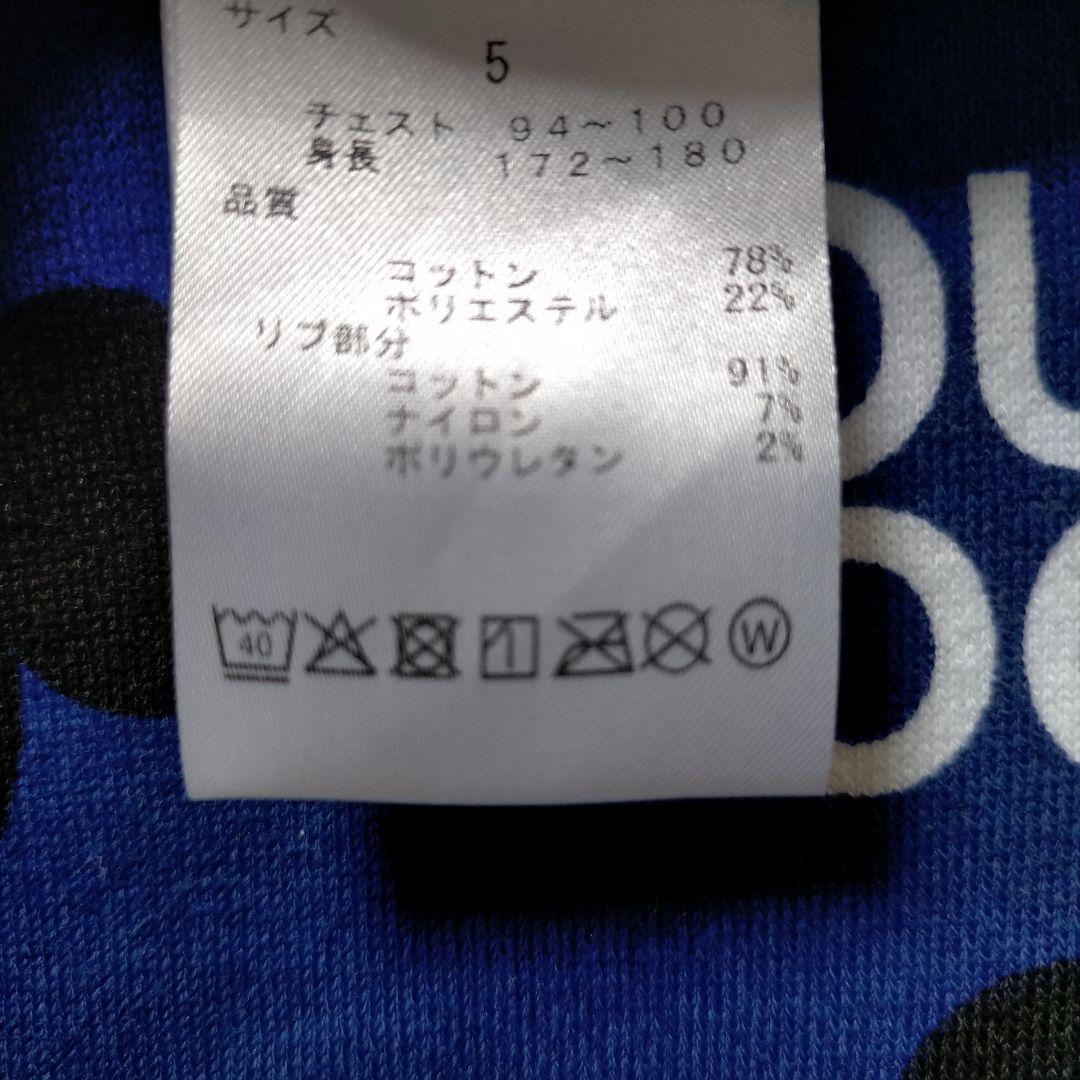 サイズ
5
チェスト 94～100
身長 172～180
品質
コットン 78%
ポリエステル 22%
リブ部分
コットン 91%
ナイロン 7%
ポリウレタン 2%
40
W